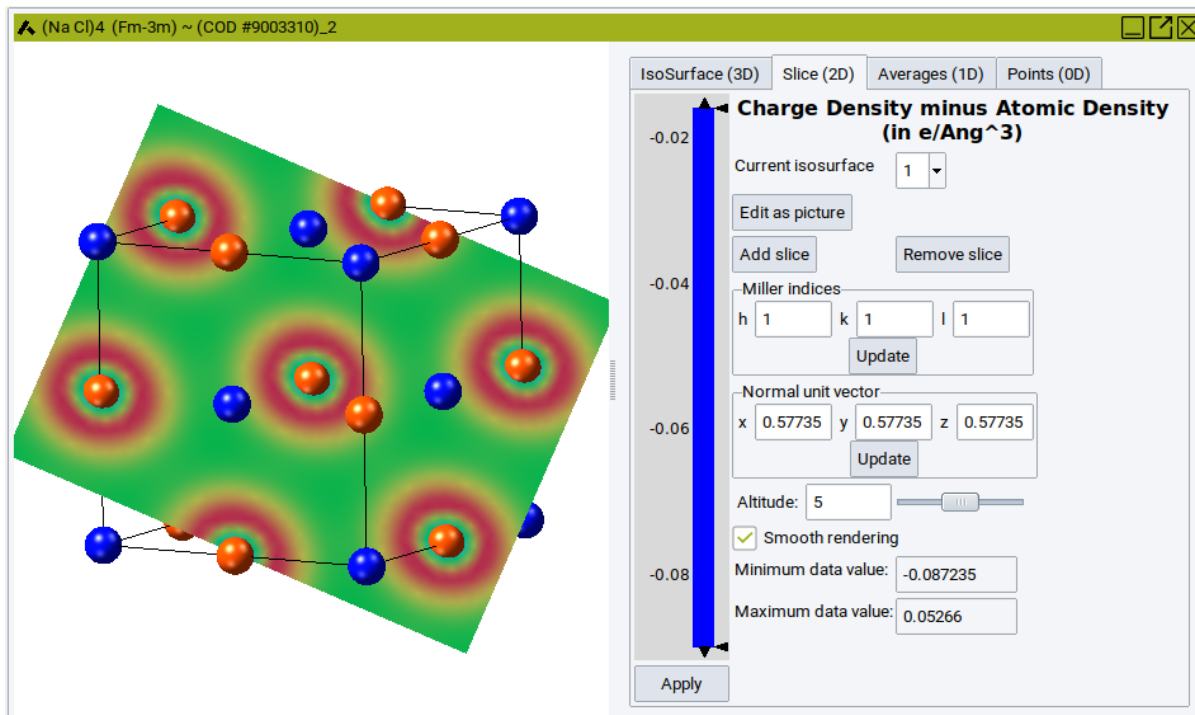 (Na Cl)4 (Fm-3m) ~ (COD #9003310)_2
IsoSurface (3D) Slice (2D) Averages (1D) Points (0D)
Charge Density minus Atomic Density
(in e/Ang^3)
-0.02
-0.04
-0.06
-0.08
Current isosurface 1
Edit as picture
Add slice Remove slice
Miller indices
h 1 k 1 l 1
Update
Normal unit vector
x 0.57735 y 0.57735 z 0.57735
Update
Altitude: 5
Smooth rendering
Minimum data value: -0.087235
Maximum data value: 0.05266
Apply